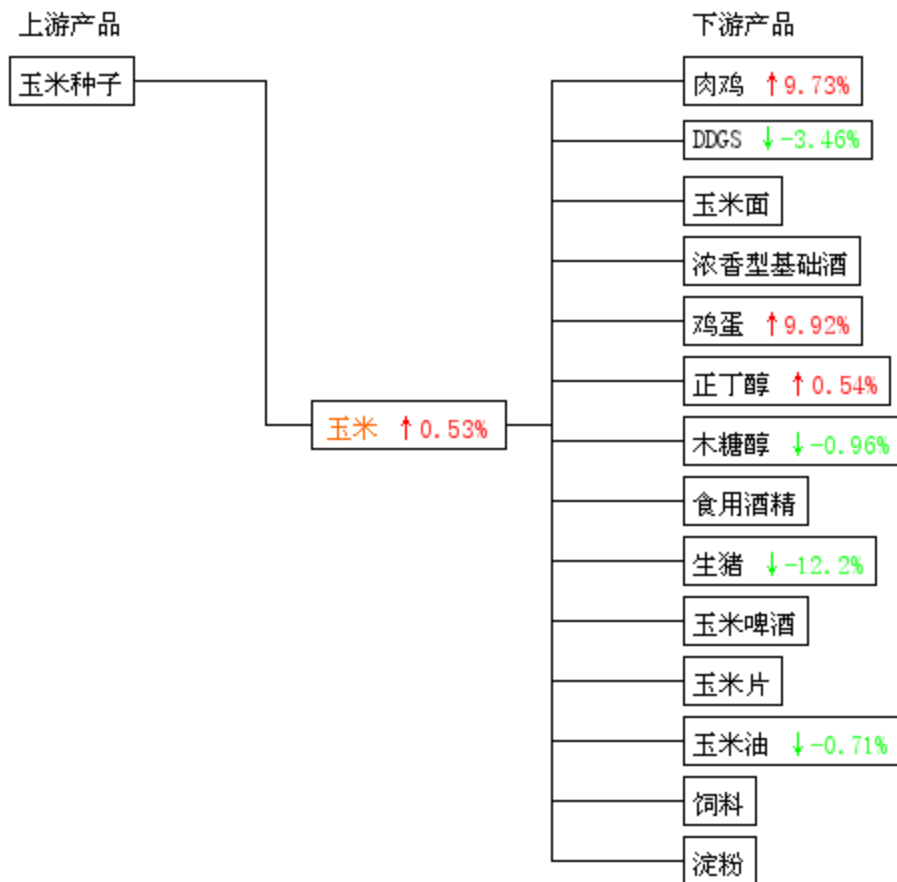 上游产品
下游产品
玉米种子
肉鸡 ↑9.73%
DDGS ↓-3.46%
玉米面
浓香型基础酒
鸡蛋 ↑9.92%
正丁醇 ↑0.54%
玉米 ↑0.53%
木糖醇 ↓-0.96%
食用酒精
生猪 ↓-12.2%
玉米啤酒
玉米片
玉米油 ↓-0.71%
饲料
淀粉